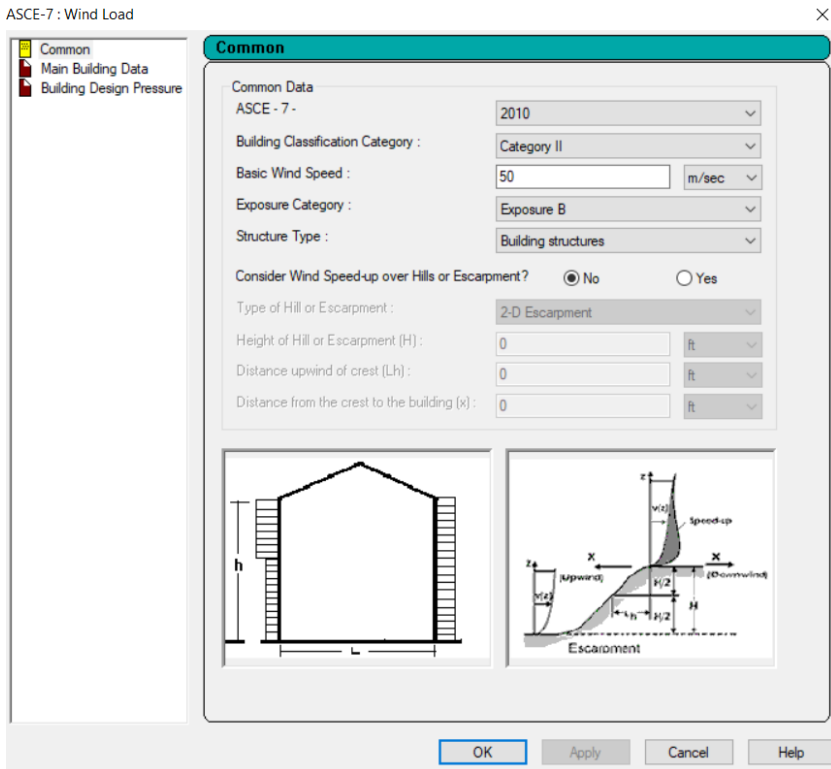 ASCE-7 : Wind Load
Common
Main Building Data
Building Design Pressure
Common
Common Data
ASCE - 7 -
2010
Building Classification Category :
Category II
Basic Wind Speed :
50
m/sec
Exposure Category :
Exposure B
Structure Type :
Building structures
Consider Wind Speed-up over Hills or Escarpment?
No
Yes
Type of Hill or Escarpment :
2-D Escarpment
Height of Hill or Escarpment (H) :
0
ft
Distance upwind of crest (Lh) :
0
ft
Distance from the crest to the building (x) :
0
ft
h
L
z
v(z)
Speed-up
X
X
(Upwind)
(Downwind)
z
v(z)
H/2
H
Lh
H/2
Escarpment
OK
Apply
Cancel
Help